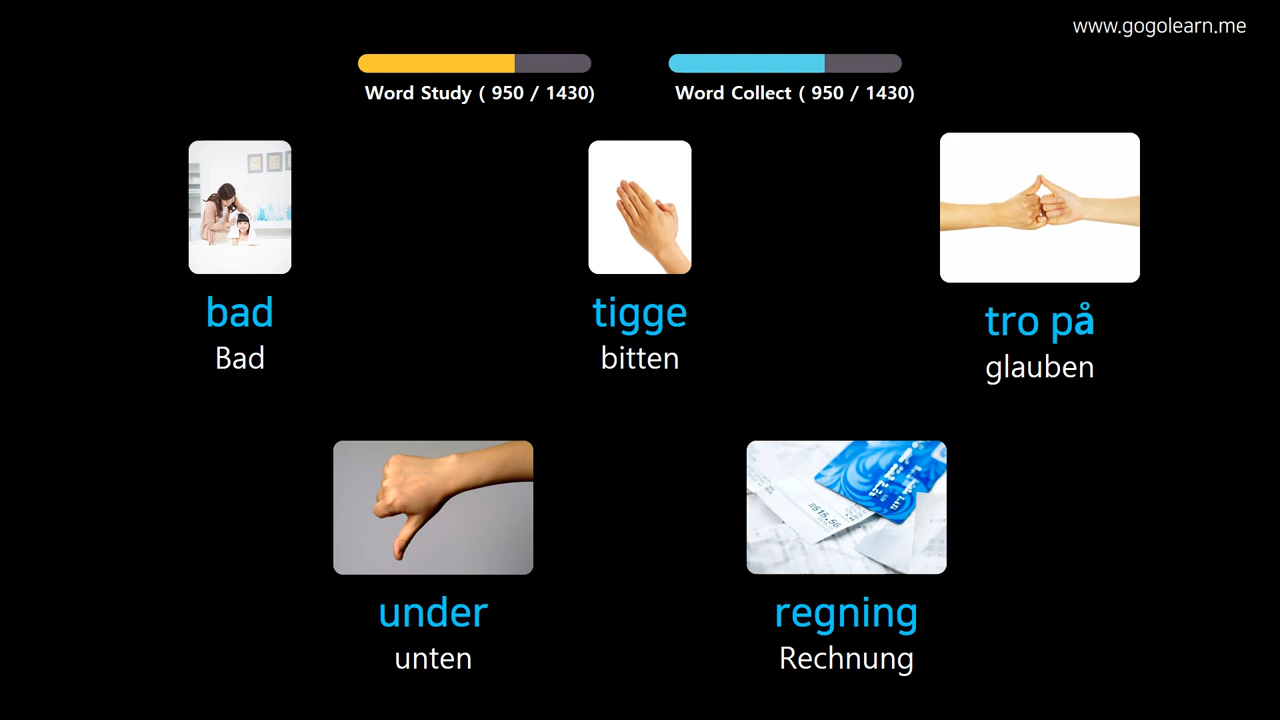 www.gogolearn.me
Word Study ( 950 / 1430)
Word Collect ( 950 / 1430)
bad
Bad
tigge
bitten
tro på
glauben
under
unten
regning
Rechnung